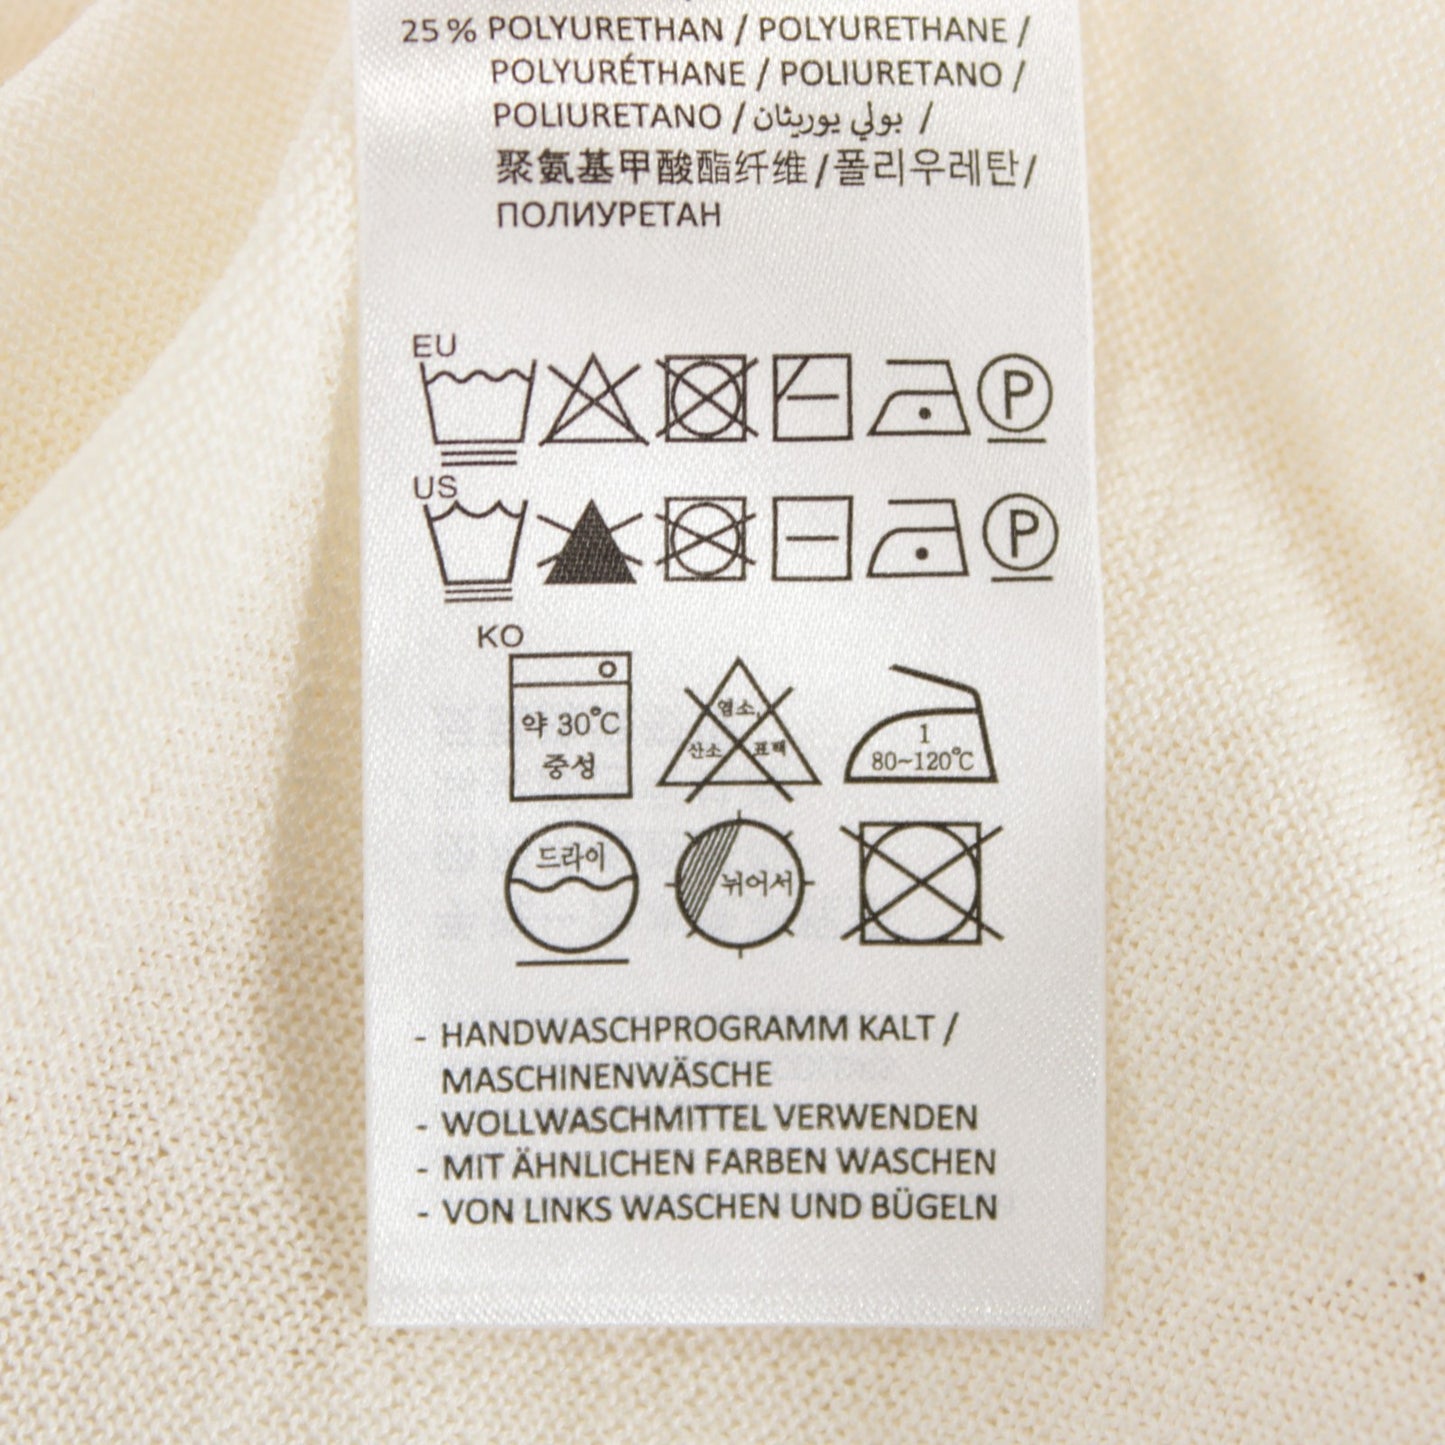 25 % POLYURETHAN / POLYURETHANE /
POLYURÉTHANE / POLIURETANO /
POLIURETANO / بولي يوريثان /
聚氨基甲酸酯纤维/폴리우레탄/
ПОЛИУРЕТАН
EU
P
US
P
KO
약 30°C
중성
염소,
산소 표백
1
80~120°C
드라이
뉘어서
- HANDWASCHPROGRAMM KALT /
MASCHINENWÄSCHE
- WOLLWASCHMITTEL VERWENDEN
- MIT ÄHNLICHEN FARBEN WASCHEN
- VON LINKS WASCHEN UND BÜGELN